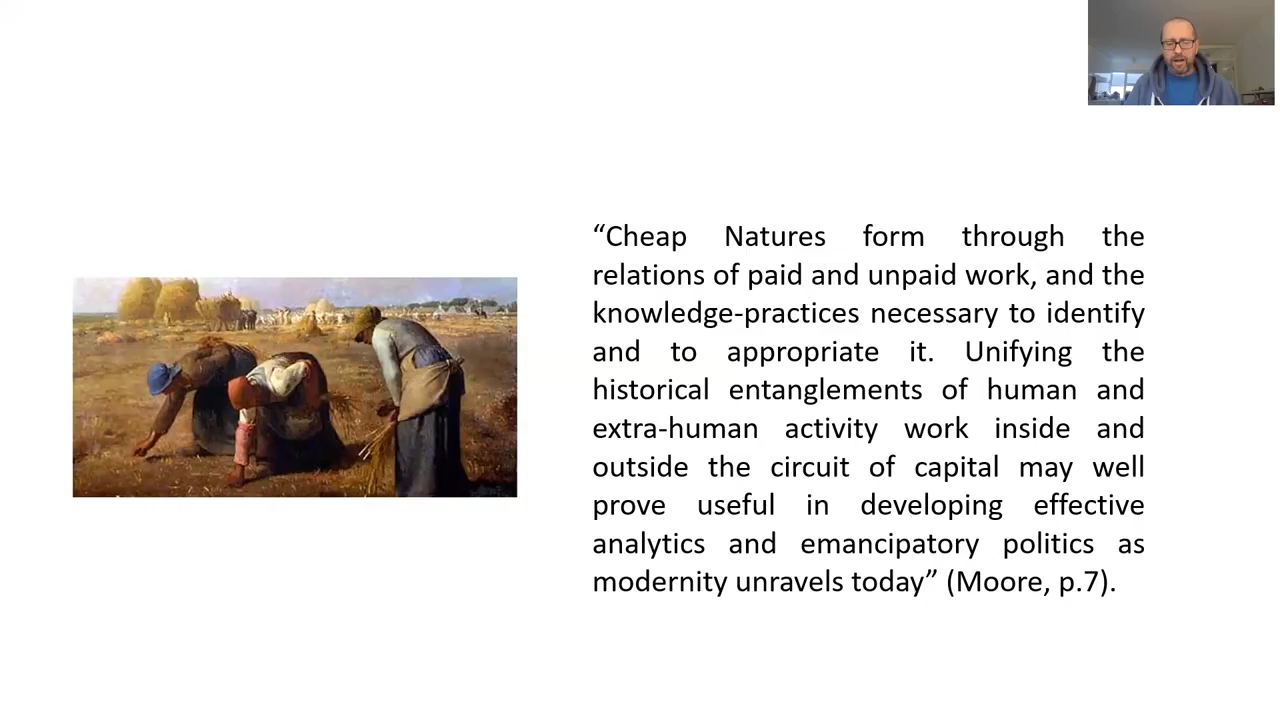 “Cheap Natures form through the
relations of paid and unpaid work, and the
knowledge-practices necessary to identify
and to appropriate it. Unifying the
historical entanglements of human and
extra-human activity work inside and
outside the circuit of capital may well
prove useful in developing effective
analytics and emancipatory politics as
modernity unravels today” (Moore, p.7).